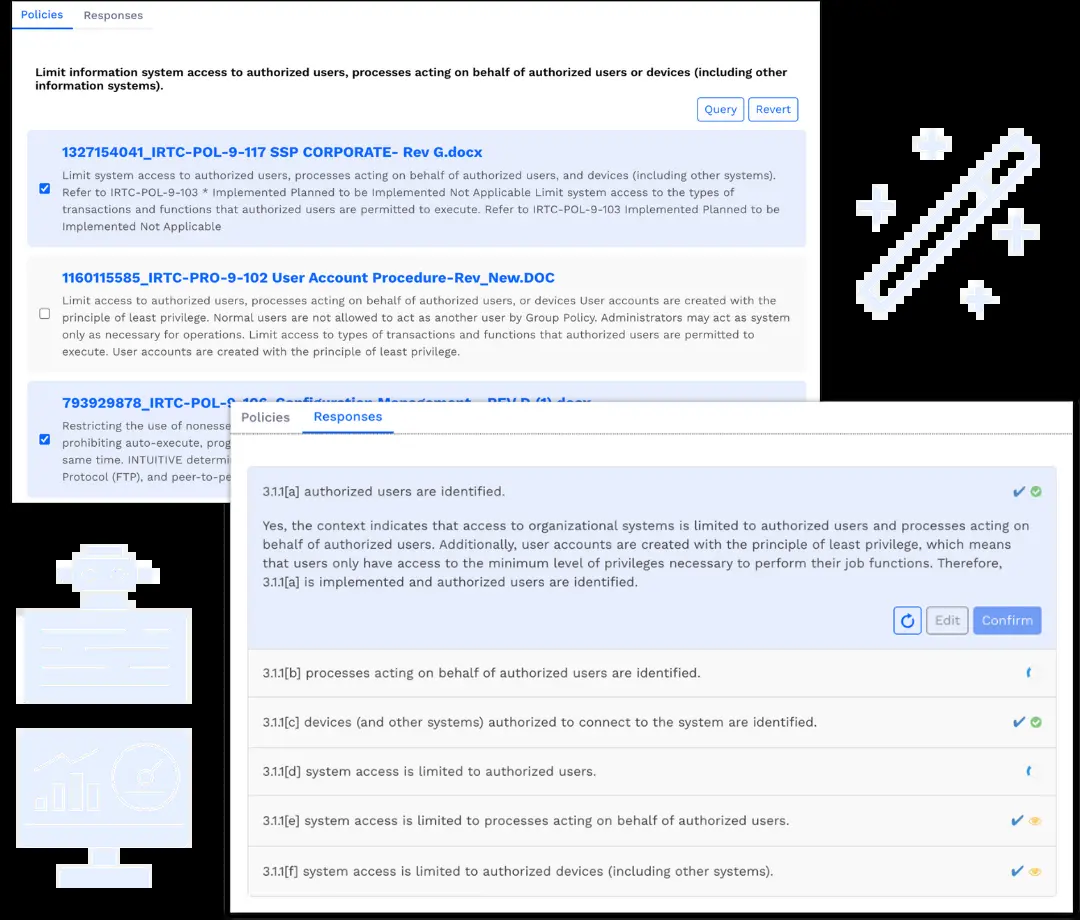 Policies Responses
Limit information system access to authorized users, processes acting on behalf of authorized users or devices (including other
information systems).
Query Revert
1327154041_IRTC-POL-9-117 SSP CORPORATE- Rev G.docx
Limit system access to authorized users, processes acting on behalf of authorized users, and devices (including other systems).
Refer to IRTC-POL-9-103 * Implemented Planned to be Implemented Not Applicable Limit system access to the types of
transactions and functions that authorized users are permitted to execute. Refer to IRTC-POL-9-103 Implemented Planned to be
Implemented Not Applicable
1160115585_IRTC-PRO-9-102 User Account Procedure-Rev_New.DOC
Limit access to authorized users, processes acting on behalf of authorized users, or devices User accounts are created with the
principle of least privilege. Normal users are not allowed to act as another user by Group Policy. Administrators may act as system
only as necessary for operations. Limit access to types of transactions and functions that authorized users are permitted to
execute. User accounts are created with the principle of least privilege.
793929878_IRTC-POL-9-106 Configuration Management
Restricting the use of nonesse
prohibiting auto-execute, prog
same time. INTUITIVE determi
Protocol (FTP), and peer-to-pe
Policies Responses
3.1.1[a] authorized users are identified.
Yes, the context indicates that access to organizational systems is limited to authorized users and processes acting on
behalf of authorized users. Additionally, user accounts are created with the principle of least privilege, which means
that users only have access to the minimum level of privileges necessary to perform their job functions. Therefore,
3.1.1[a] is implemented and authorized users are identified.
Edit Confirm
3.1.1[b] processes acting on behalf of authorized users are identified.
3.1.1[c] devices (and other systems) authorized to connect to the system are identified.
3.1.1[d] system access is limited to authorized users.
3.1.1[e] system access is limited to processes acting on behalf of authorized users.
3.1.1[f] system access is limited to authorized devices (including other systems).